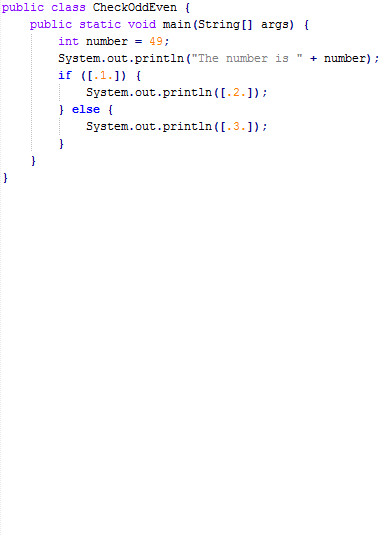 public class CheckOddEven {
    public static void main(String[] args) {
        int number = 49;
        System.out.println("The number is " + number);
        if ([.1.]) {
            System.out.println([.2.]);
        } else {
            System.out.println([.3.]);
        }
    }
}